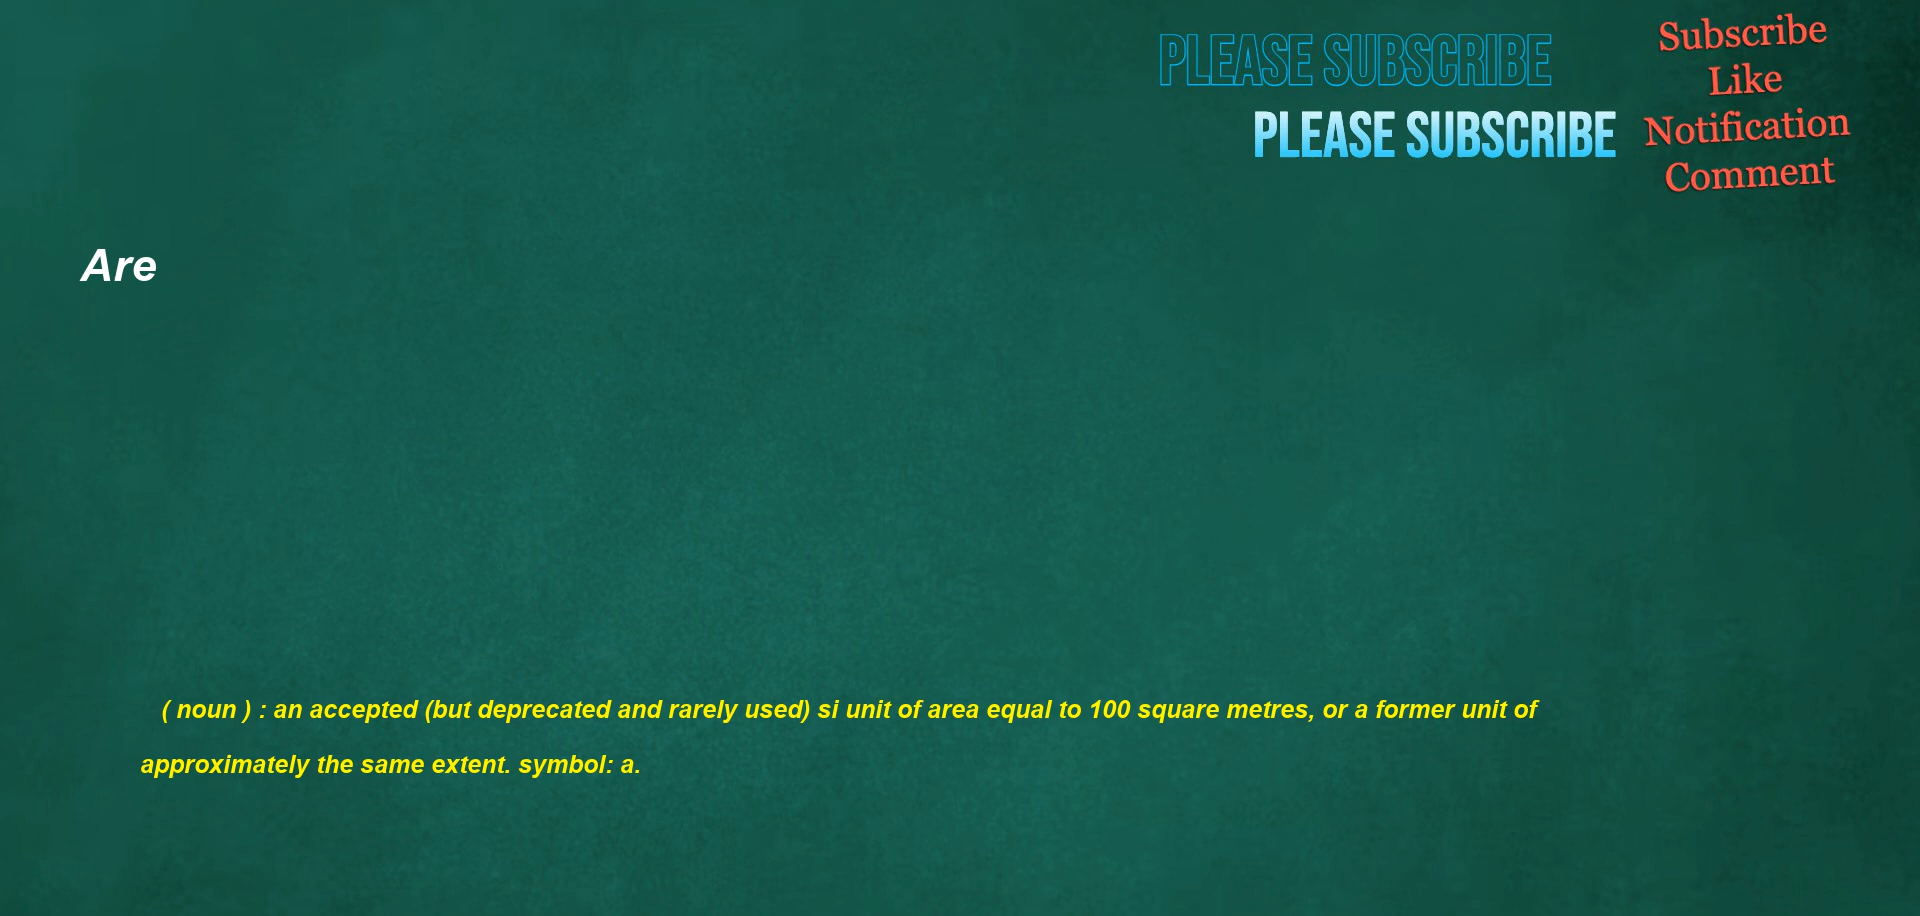 PLEASE SUBSCRIBE
PLEASE SUBSCRIBE
Subscribe
Like
Notification
Comment
Are
( noun ) : an accepted (but deprecated and rarely used) si unit of area equal to 100 square metres, or a former unit of
approximately the same extent. symbol: a.